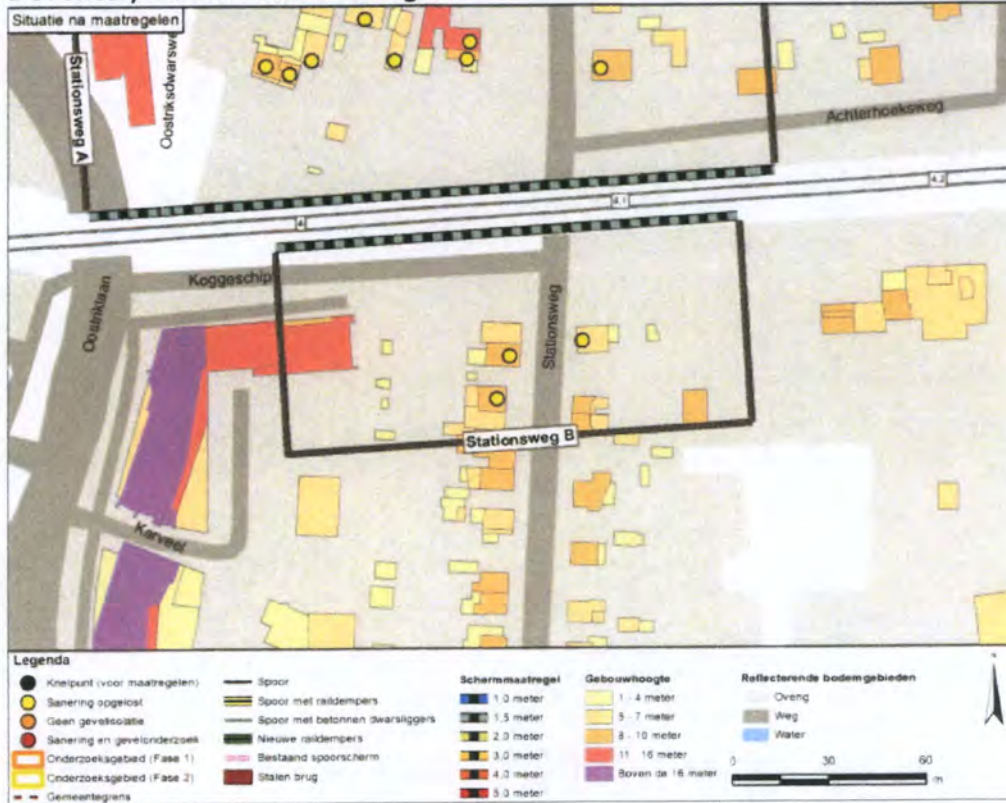 Situatie na maatregelen
Stationsweg A
Oostriksdwarswe
Achterhoeksweg
4
4,1
4,2
Koggeschip
Oostriklaan
Stationsweg
Stationsweg B
Karveel
Legenda
Knelpunt (voor maatregelen)
Sanering opgelost
Geen gevelisolatie
Sanering en gevelonderzoek
Onderzoeksgebied (Fase 1)
Onderzoeksgebied (Fase 2)
Gemeentegrens
Spoor
Spoor met raildempers
Spoor met betonnen dwarsliggers
Nieuwe raildempers
Bestaand spoorscherm
Stalen brug
Schermmaatregel
1,0 meter
1,5 meter
2,0 meter
3,0 meter
4,0 meter
5,0 meter
Gebouwhoogte
1 - 4 meter
5 - 7 meter
8 - 10 meter
11 - 16 meter
Boven de 16 meter
Reflecterende bodemgebieden
Overig
Weg
Water
0 30 60
m